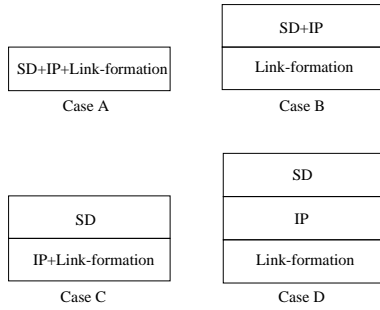 SD+IP+Link-formation
Case A
SD+IP
Link-formation
Case B
SD
IP+Link-formation
Case C
SD
IP
Link-formation
Case D